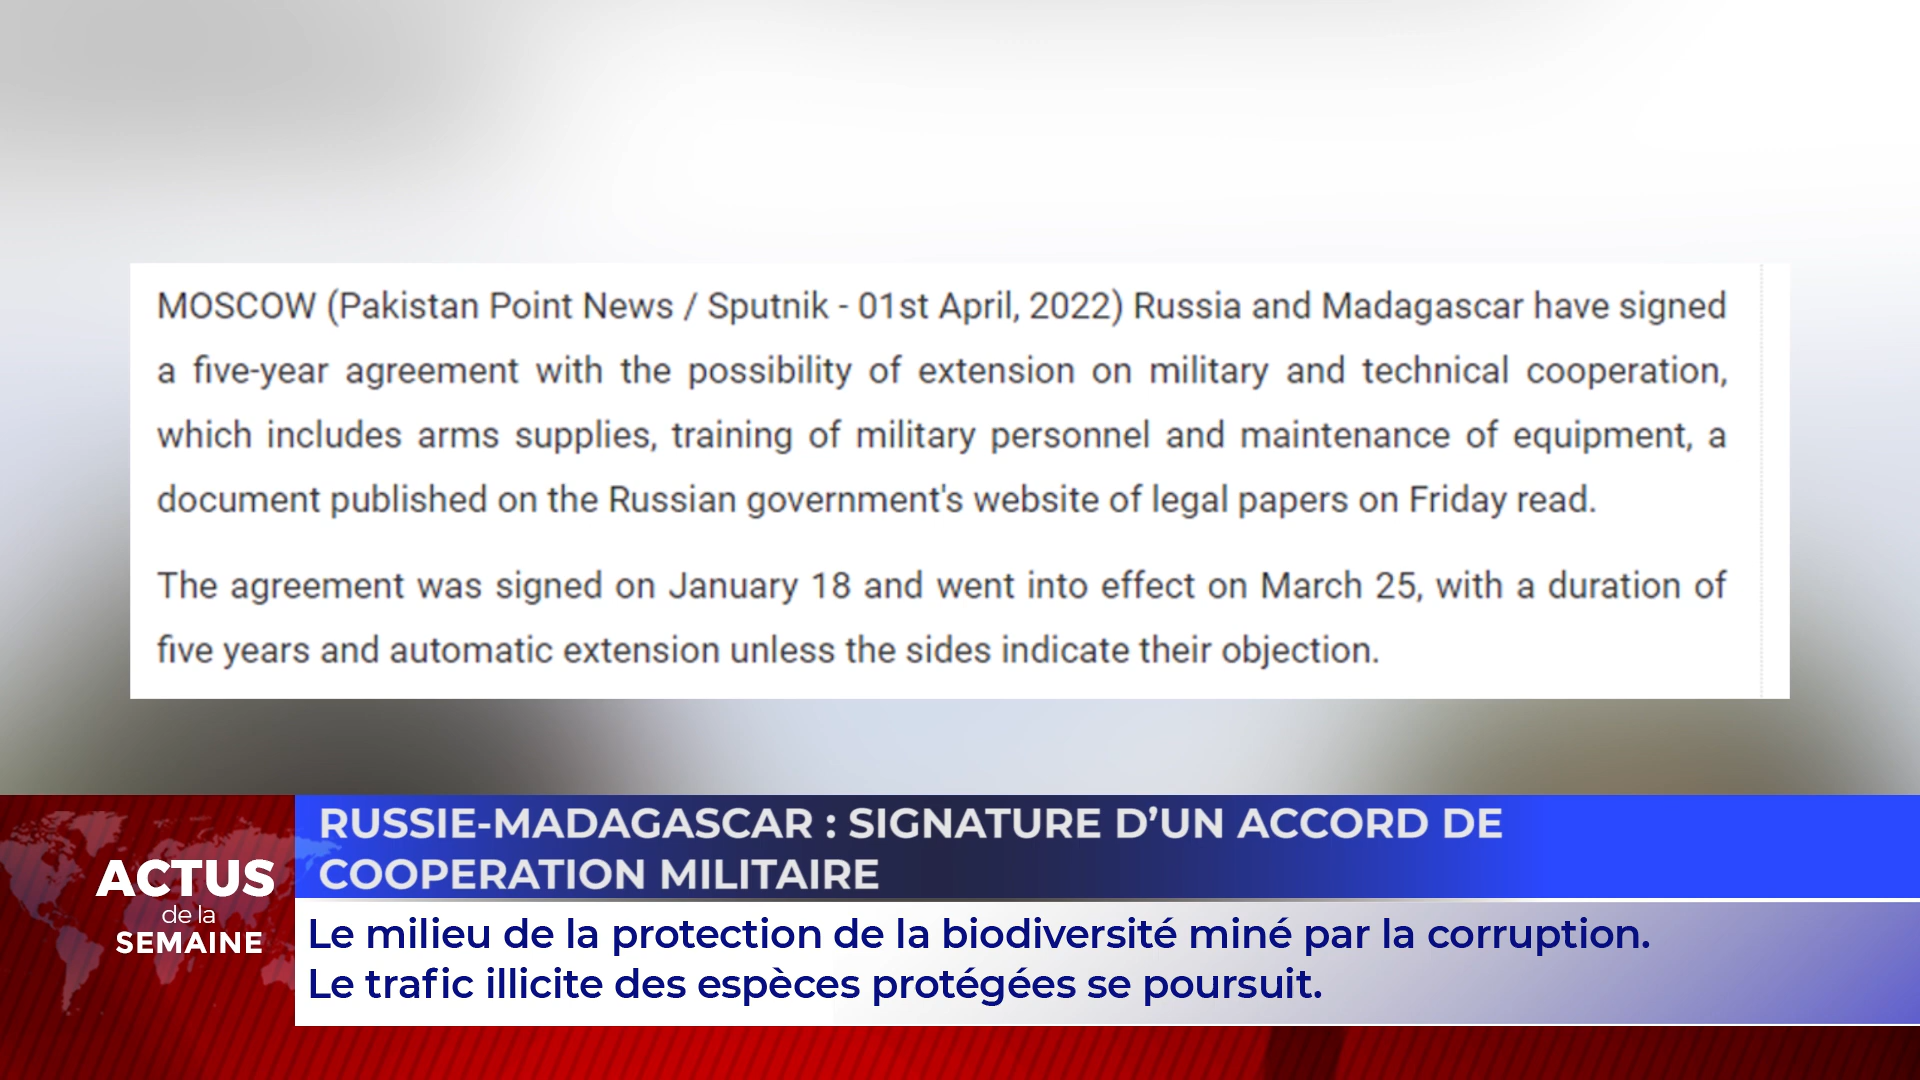 MOSCOW (Pakistan Point News / Sputnik - 01st April, 2022) Russia and Madagascar have signed
a five-year agreement with the possibility of extension on military and technical cooperation,
which includes arms supplies, training of military personnel and maintenance of equipment, a
document published on the Russian government's website of legal papers on Friday read.
The agreement was signed on January 18 and went into effect on March 25, with a duration of
five years and automatic extension unless the sides indicate their objection.
RUSSIE-MADAGASCAR : SIGNATURE D’UN ACCORD DE
COOPERATION MILITAIRE
ACTUS
de la
SEMAINE
Le milieu de la protection de la biodiversité miné par la corruption.
Le trafic illicite des espèces protégées se poursuit.